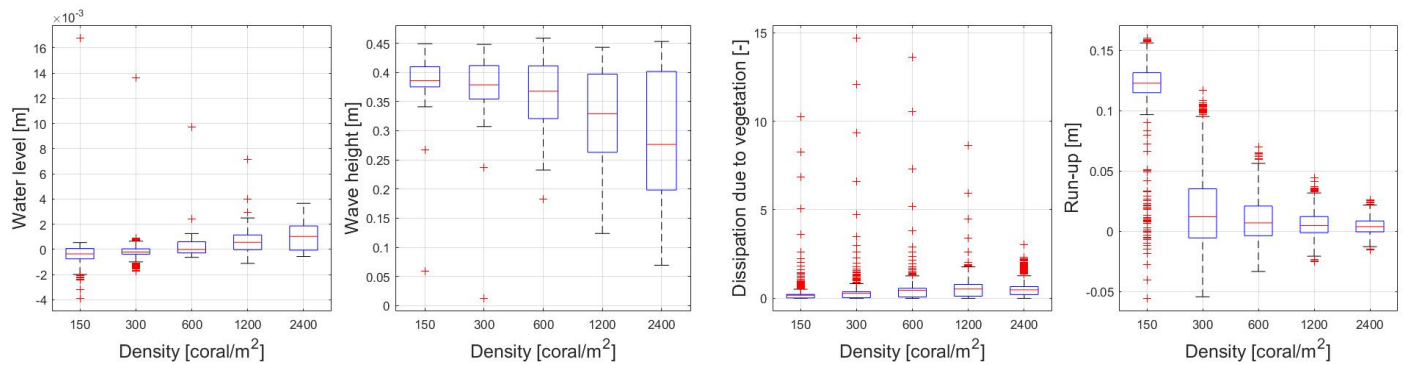 ×10⁻³
16
14
12
10
8
6
4
2
0
-2
-4
Water level [m]
150 300 600 1200 2400
Density [coral/m²]
0.45
0.4
0.35
0.3
0.25
0.2
0.15
0.1
0.05
0
Wave height [m]
150 300 600 1200 2400
Density [coral/m²]
15
10
5
0
Dissipation due to vegetation [-]
150 300 600 1200 2400
Density [coral/m²]
0.15
0.1
0.05
0
-0.05
Run-up [m]
150 300 600 1200 2400
Density [coral/m²]